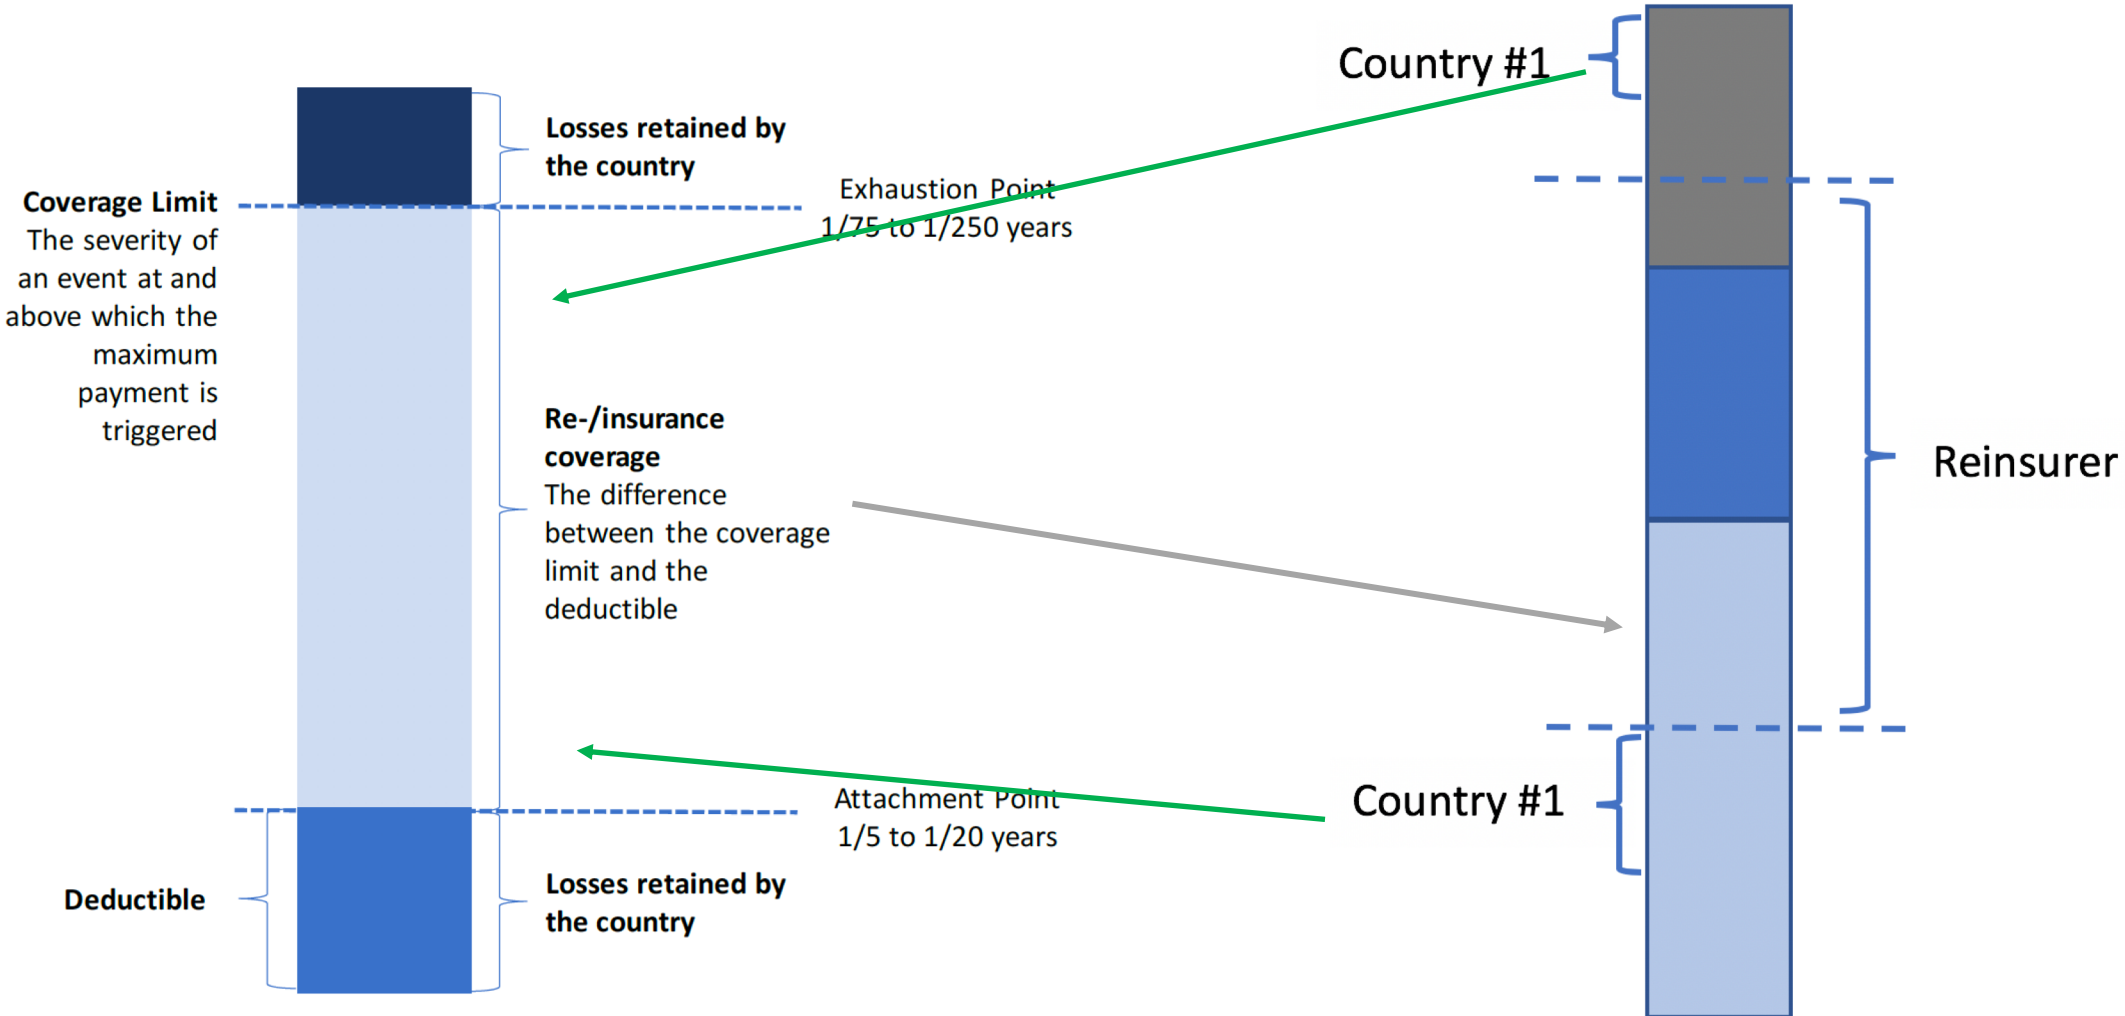 Country #1
Losses retained by
the country
Coverage Limit
The severity of
an event at and
above which the
maximum
payment is
triggered
Exhaustion Point
1/75 to 1/250 years
Re-/insurance
coverage
The difference
between the coverage
limit and the
deductible
Reinsurer
Attachment Point
1/5 to 1/20 years
Country #1
Deductible
Losses retained by
the country